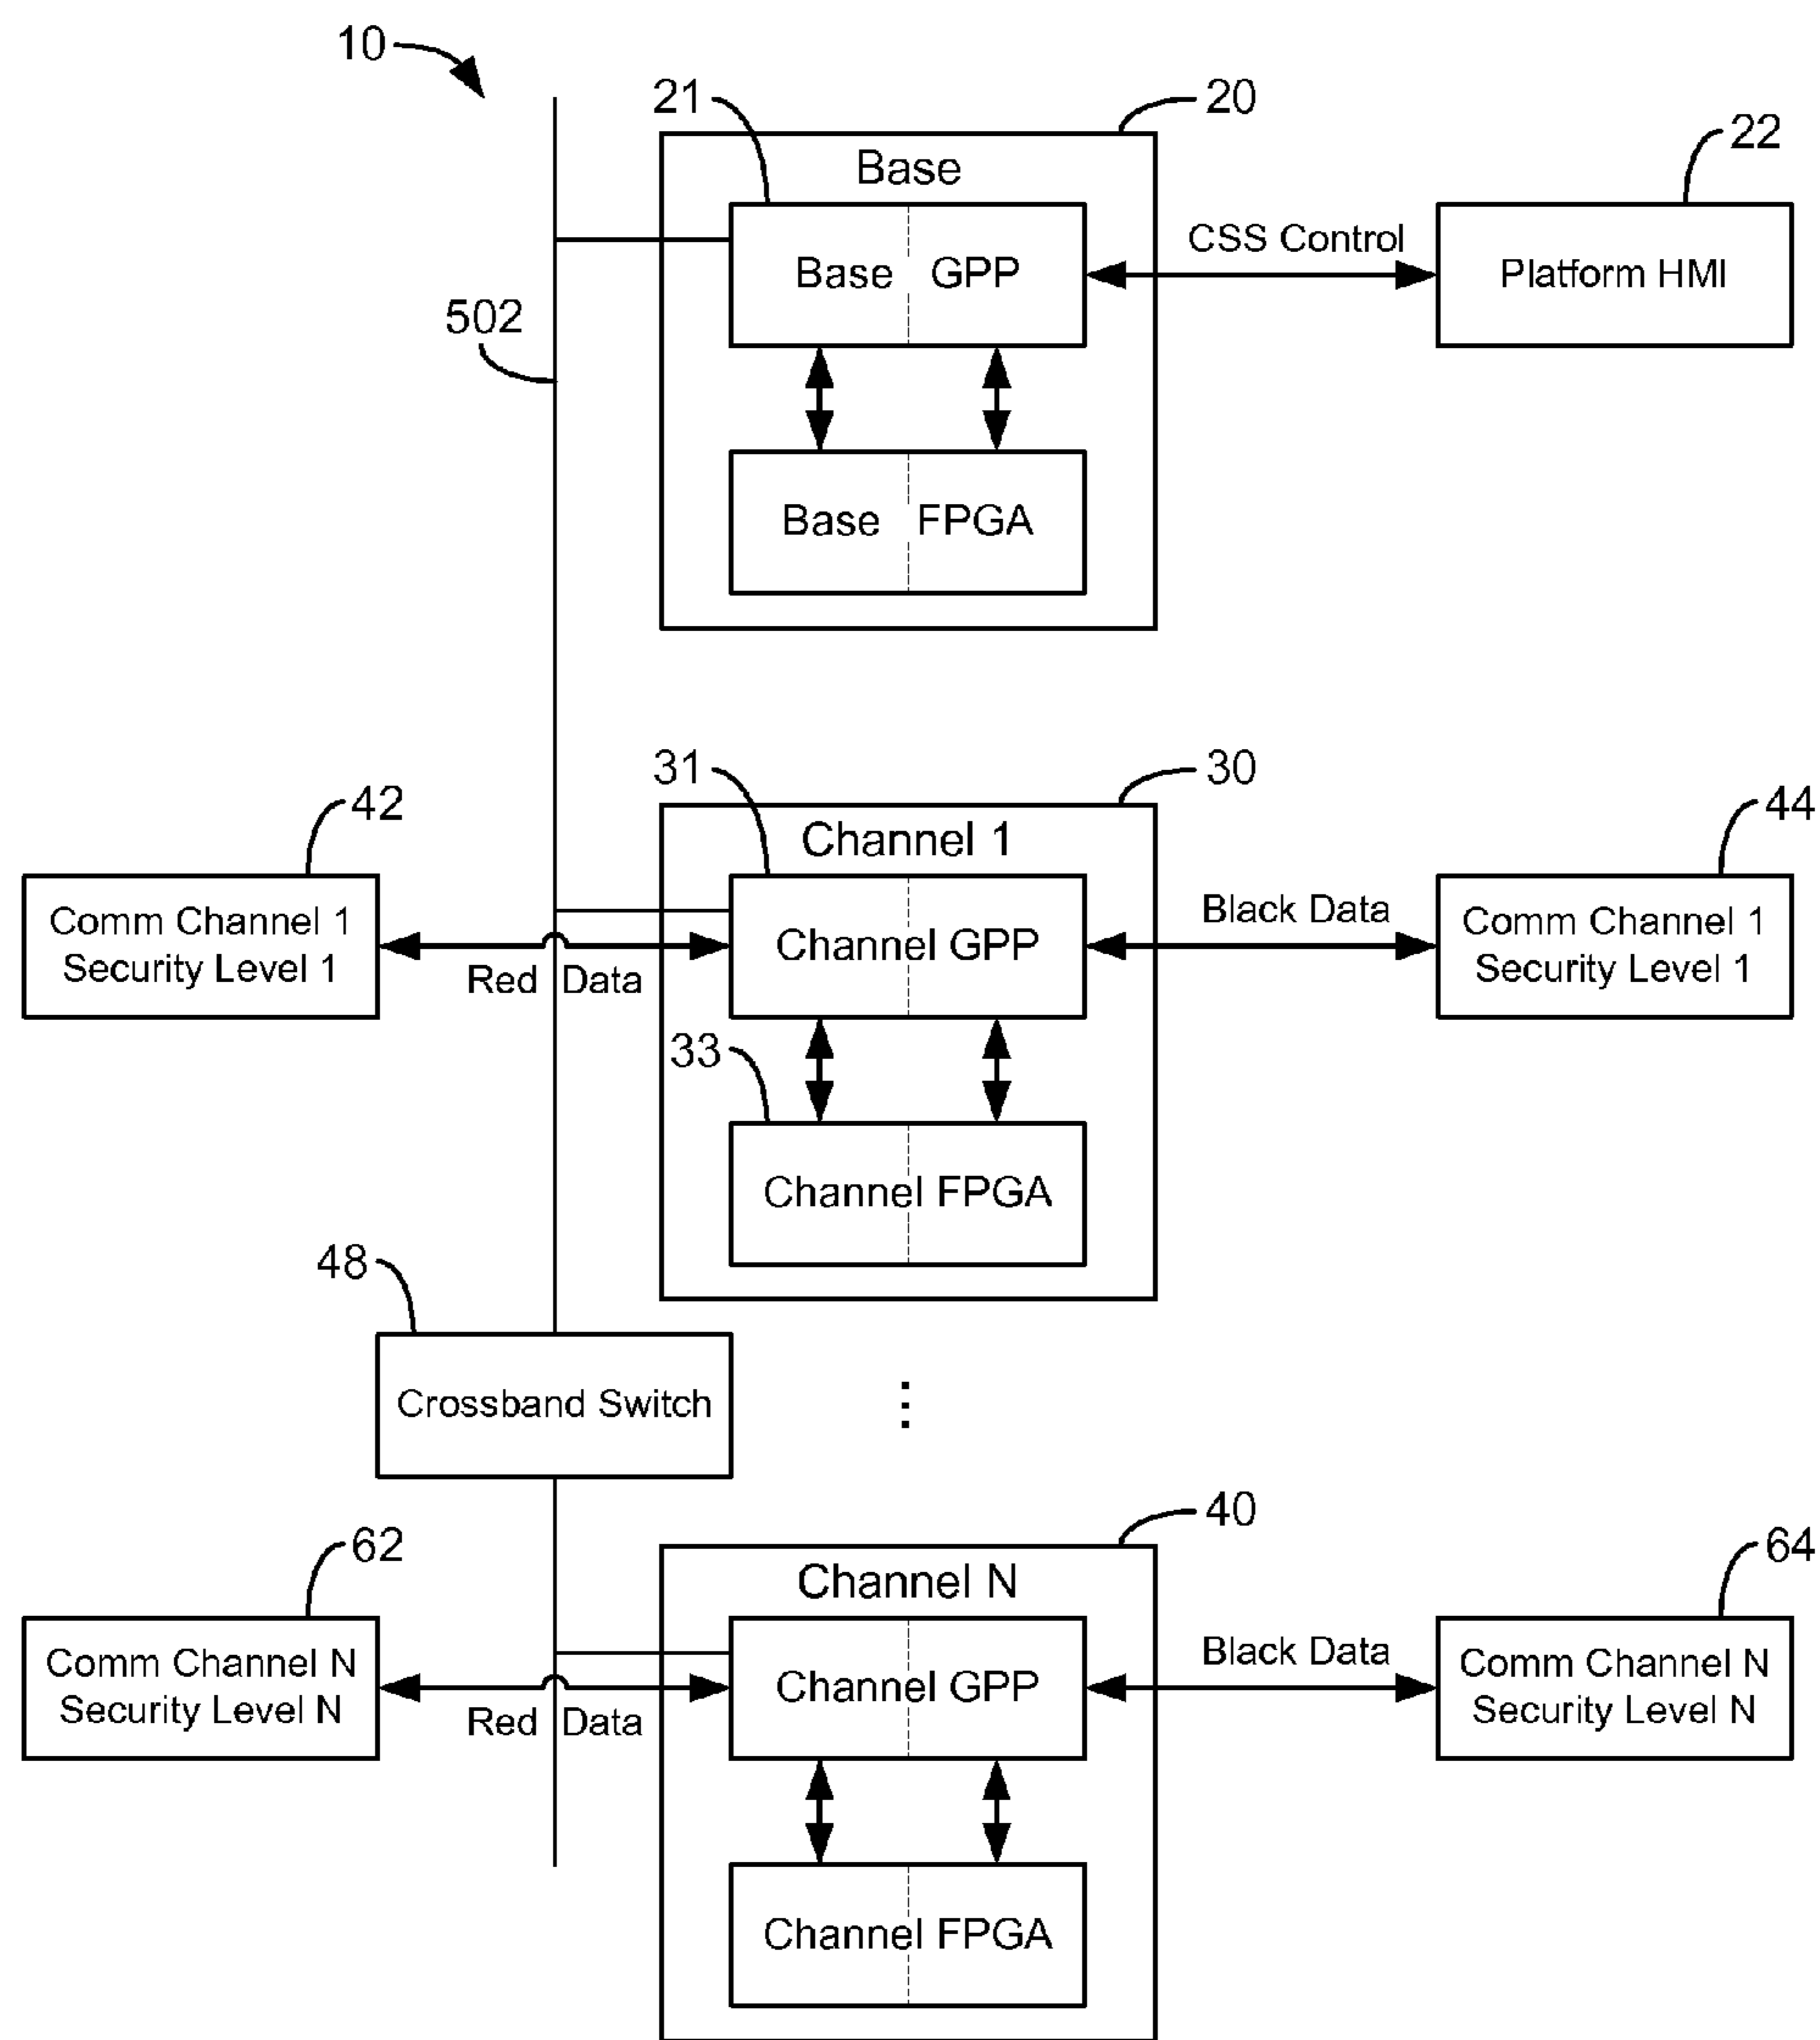 10
21
20
22
Base
Base GPP
CSS Control
Platform HMI
502
Base FPGA
31
30
42
44
Channel 1
Comm Channel 1
Security Level 1
Red Data
Channel GPP
Black Data
Comm Channel 1
Security Level 1
33
Channel FPGA
48
Crossband Switch
40
62
64
Channel N
Comm Channel N
Security Level N
Red Data
Channel GPP
Black Data
Comm Channel N
Security Level N
Channel FPGA